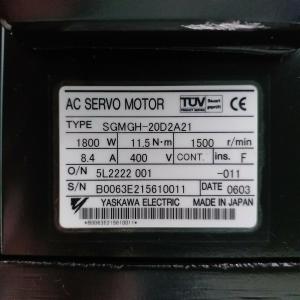 AC SERVO MOTOR TÜV CE
TYPE SGMGH-20D2A21
1800 W 11.5 N·m 1500 r/min
8.4 A 400 V CONT. ins. F
O/N 5L2222 001 -011
S/N B0063E215610011 DATE 0603
YASKAWA ELECTRIC MADE IN JAPAN
*B0063E215610011*